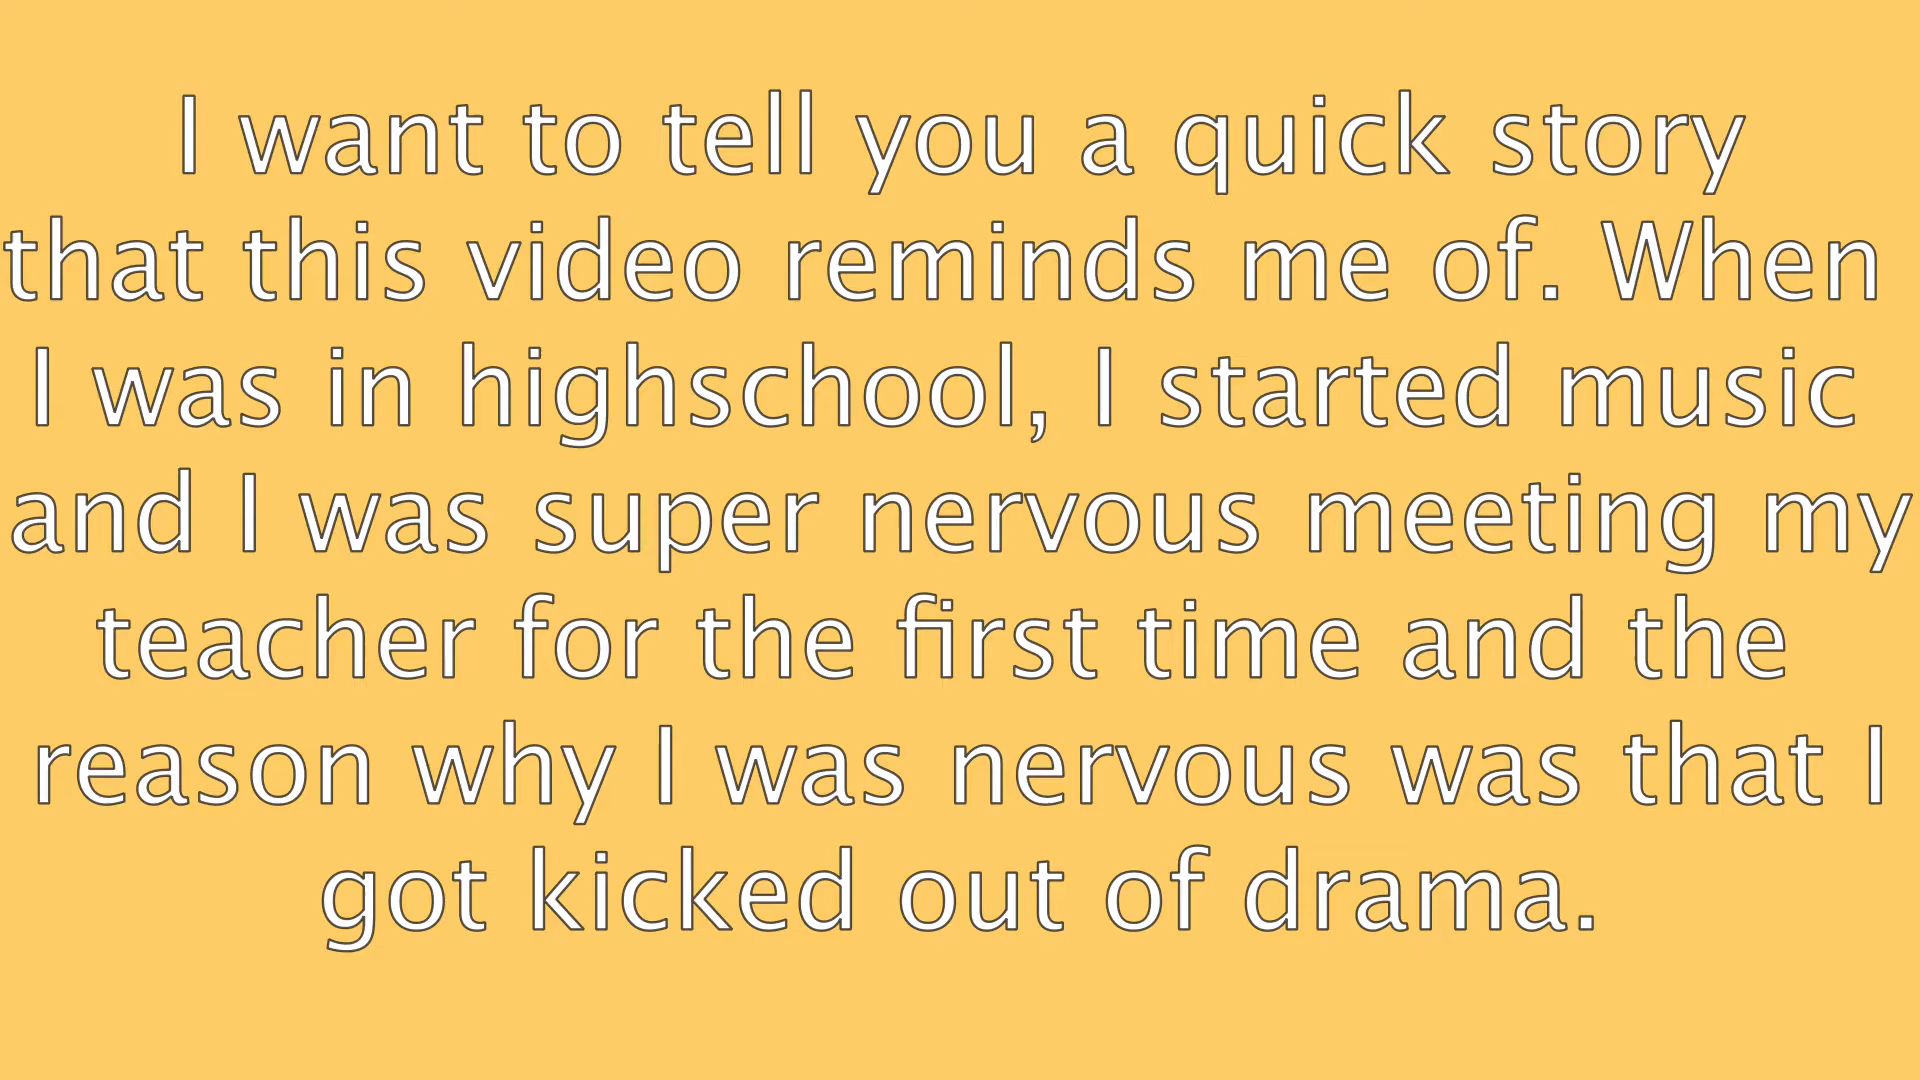 I want to tell you a quick story
that this video reminds me of. When
I was in highschool, I started music
and I was super nervous meeting my
teacher for the first time and the
reason why I was nervous was that I
got kicked out of drama.